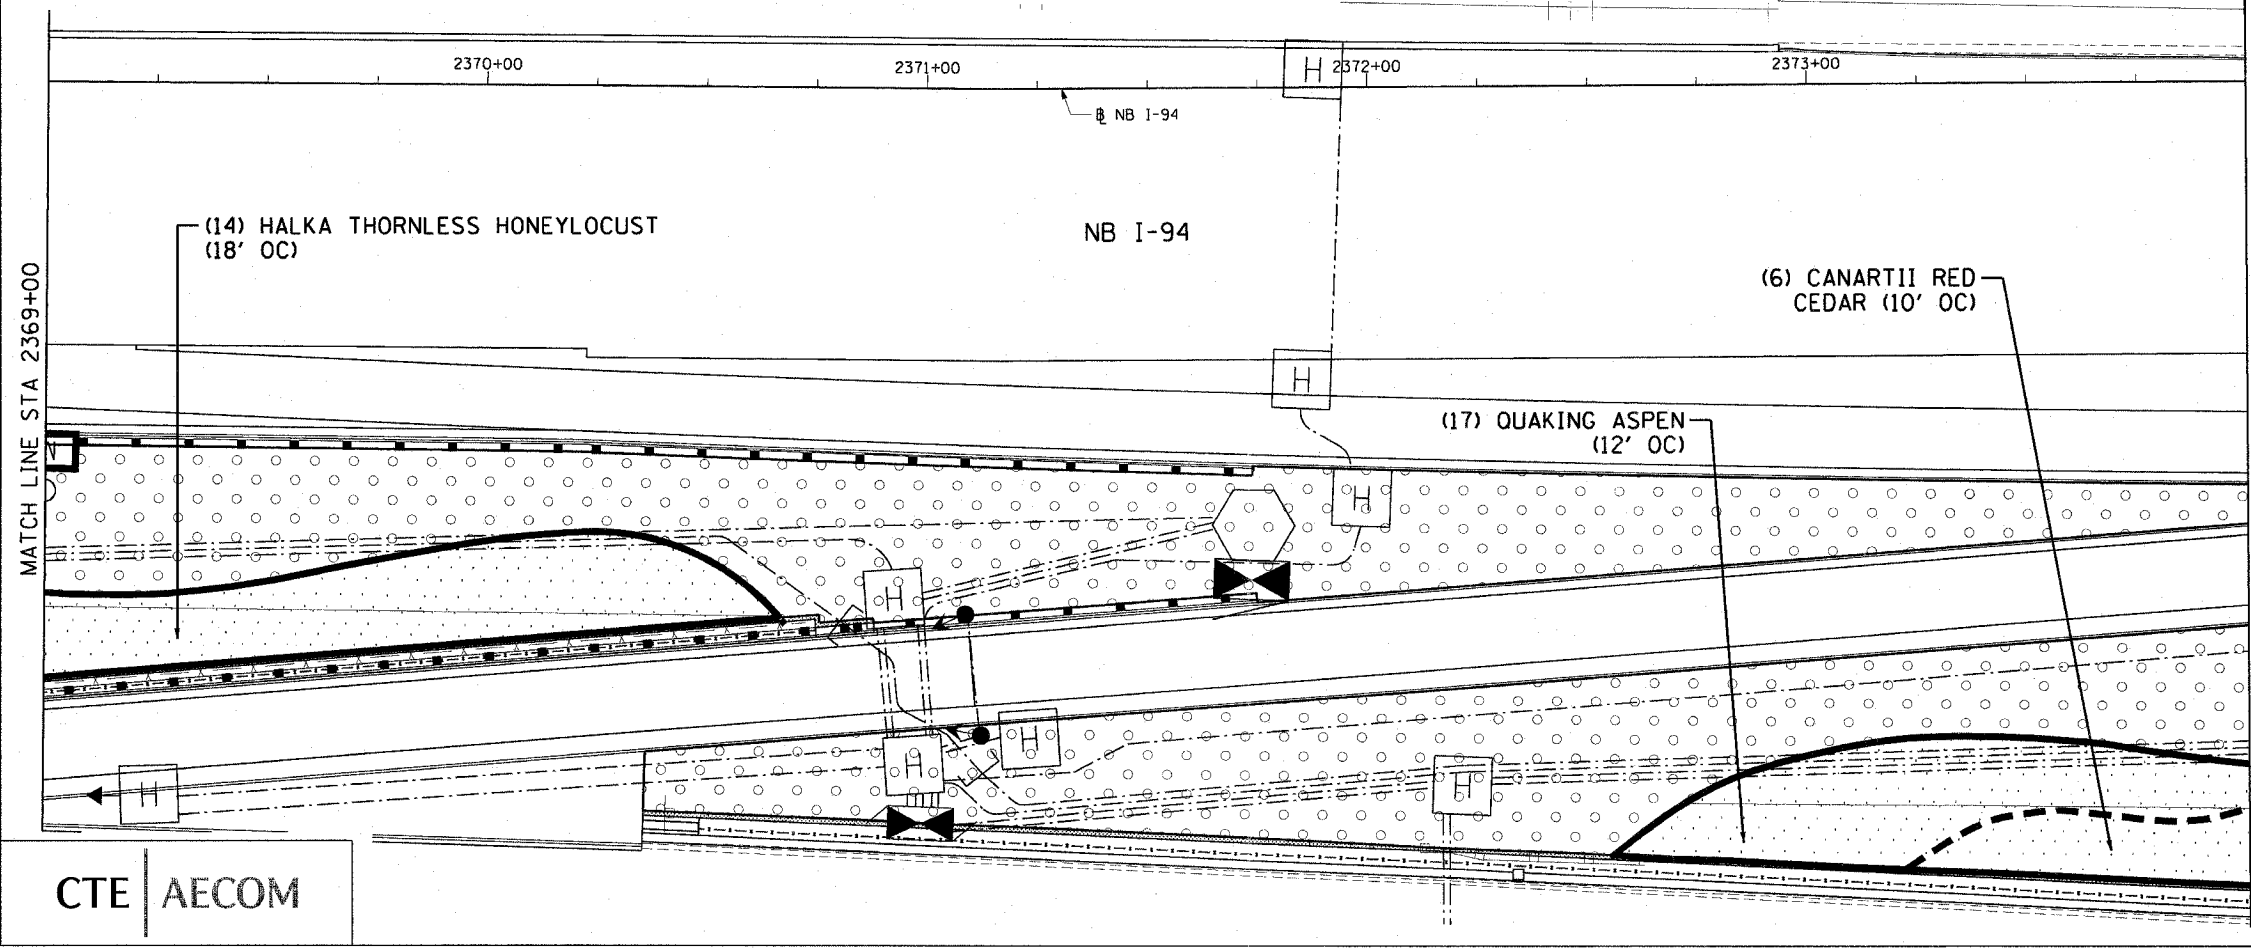 2370+00 2371+00 H 2372+00 2373+00
℄ NB I-94
(14) HALKA THORNLESS HONEYLOCUST
(18' OC)
NB I-94
(6) CANARTII RED
CEDAR (10' OC)
MATCH LINE STA 2369+00
H
(17) QUAKING ASPEN
(12' OC)
N
H
H
H
H
H
H
CTE AECOM